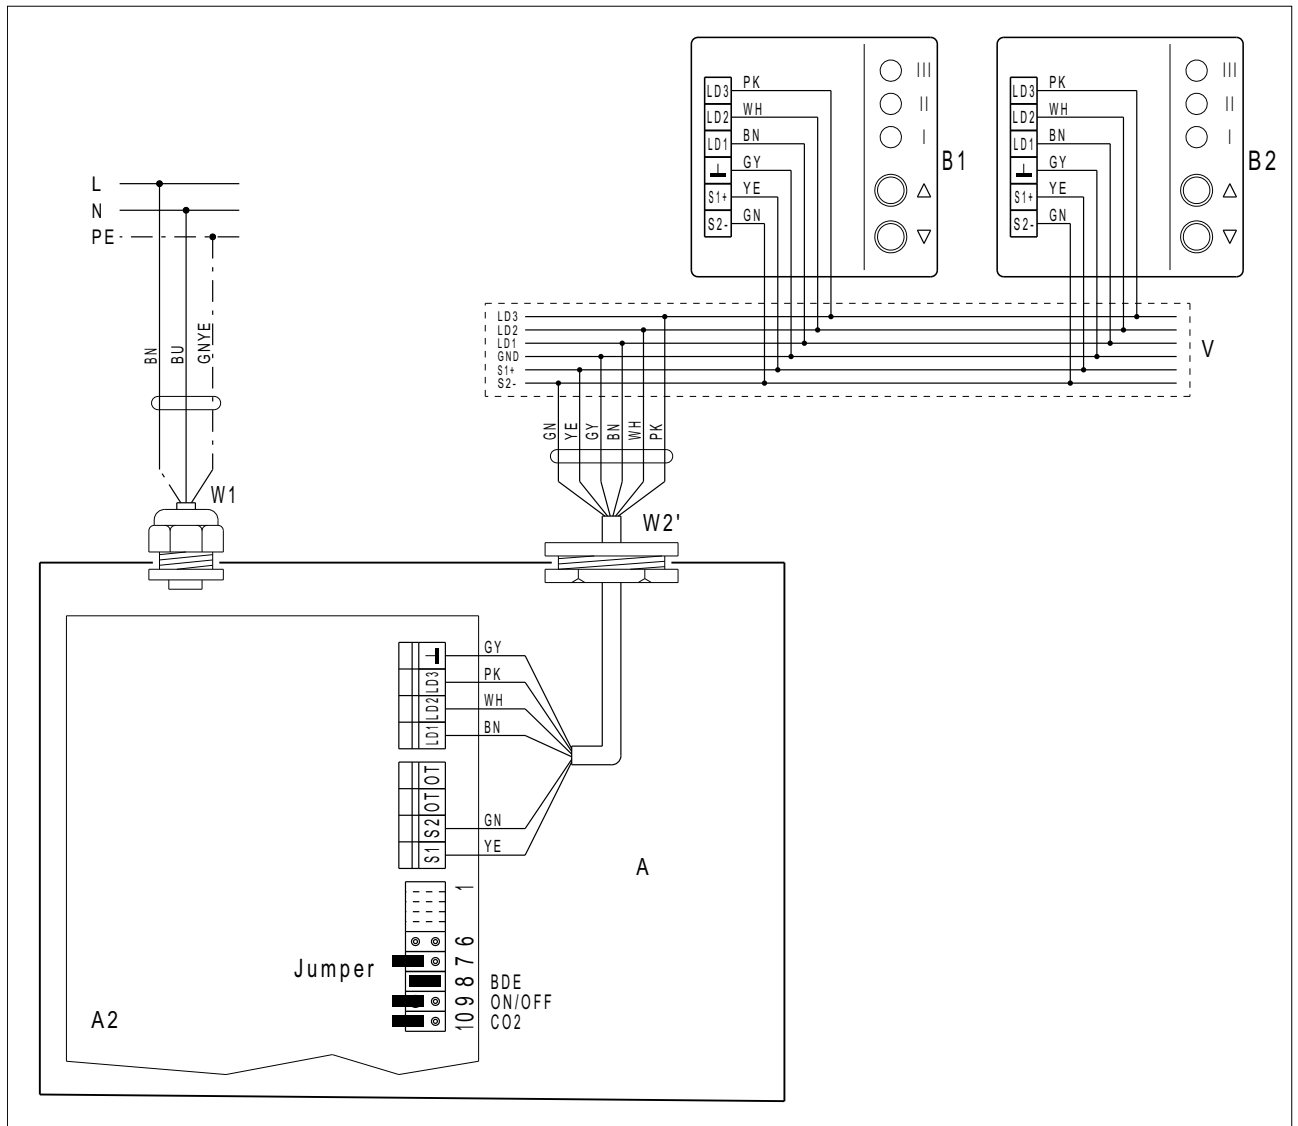 LD3 PK III
LD2 WH II
LD1 BN I
GY
S1+ YE
S2- GN
B1
LD3 PK III
LD2 WH II
LD1 BN I
GY
S1+ YE
S2- GN
B2
L
N
PE
BN BU GNYE
W1
LD3
LD2
LD1
GND
S1+
S2-
V
GN YE GY BN WH PK
W2'
GY
LD3 PK
LD2 WH
LD1 BN
OT
OT
S2 GN
S1 YE
A
1
6
Jumper 7
8 BDE
9 ON/OFF
10 CO2
A2